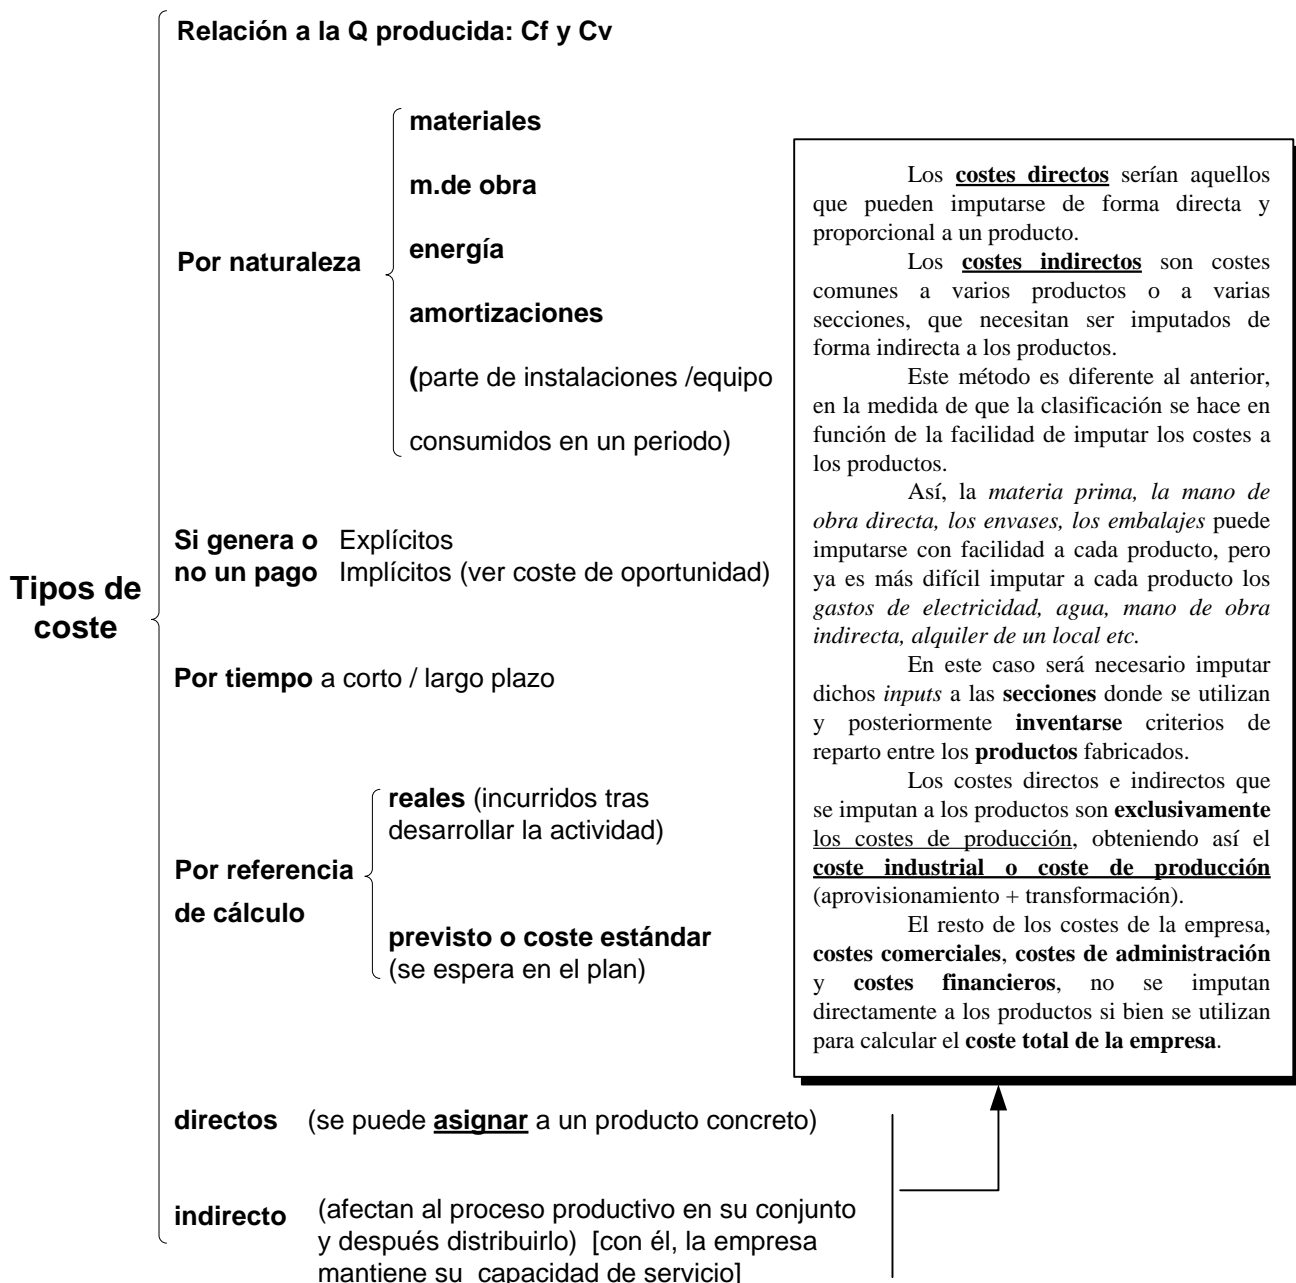 Relación a la Q producida: Cf y Cv
materiales
m.de obra
Por naturaleza
energía
amortizaciones
(parte de instalaciones /equipo
consumidos en un periodo)
Si genera o Explícitos
no un pago Implícitos (ver coste de oportunidad)
Tipos de
coste
Por tiempo a corto / largo plazo
reales (incurridos tras
desarrollar la actividad)
Por referencia
de cálculo
previsto o coste estándar
(se espera en el plan)
directos (se puede asignar a un producto concreto)
indirecto (afectan al proceso productivo en su conjunto
y después distribuirlo) [con él, la empresa
mantiene su capacidad de servicio]
Los costes directos serían aquellos
que pueden imputarse de forma directa y
proporcional a un producto.
Los costes indirectos son costes
comunes a varios productos o a varias
secciones, que necesitan ser imputados de
forma indirecta a los productos.
Este método es diferente al anterior,
en la medida de que la clasificación se hace en
función de la facilidad de imputar los costes a
los productos.
Así, la materia prima, la mano de
obra directa, los envases, los embalajes puede
imputarse con facilidad a cada producto, pero
ya es más difícil imputar a cada producto los
gastos de electricidad, agua, mano de obra
indirecta, alquiler de un local etc.
En este caso será necesario imputar
dichos inputs a las secciones donde se utilizan
y posteriormente inventarse criterios de
reparto entre los productos fabricados.
Los costes directos e indirectos que
se imputan a los productos son exclusivamente
los costes de producción, obteniendo así el
coste industrial o coste de producción
(aprovisionamiento + transformación).
El resto de los costes de la empresa,
costes comerciales, costes de administración
y costes financieros, no se imputan
directamente a los productos si bien se utilizan
para calcular el coste total de la empresa.